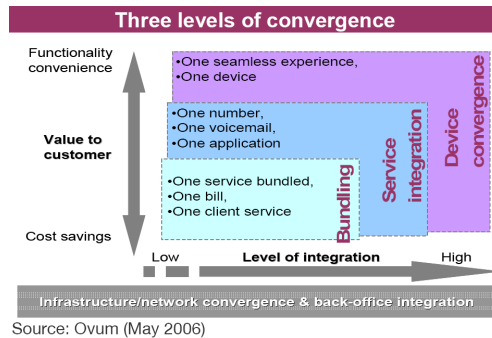 Three levels of convergence
Functionality
convenience
Value to
customer
Cost savings
•One seamless experience,
•One device
Device
convergence
•One number,
•One voicemail,
•One application
Service
integration
•One service bundled,
•One bill,
•One client service
Bundling
Low
Level of integration
High
Infrastructure/network convergence & back-office integration
Source: Ovum (May 2006)